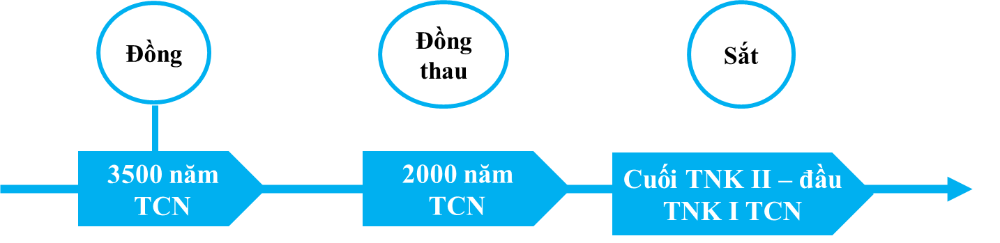 Đồng
Đồng
thau
Sắt
3500 năm
TCN
2000 năm
TCN
Cuối TNK II – đầu
TNK I TCN